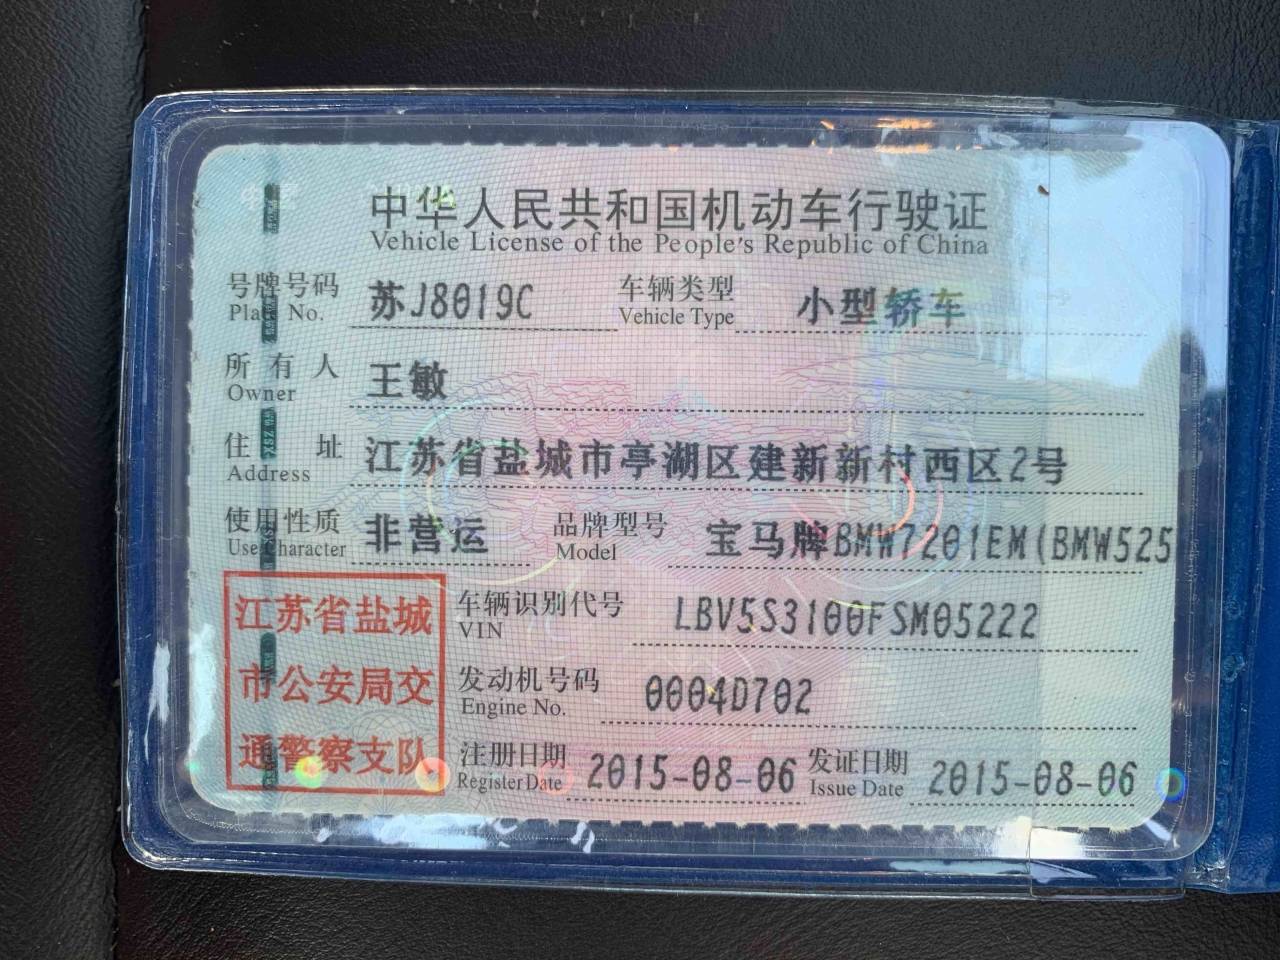 中华人民共和国机动车行驶证
Vehicle License of the People's Republic of China
号牌号码 苏J8019C 车辆类型 小型轿车
Plate No. Vehicle Type
所有人 王敏
Owner
住址 江苏省盐城市亭湖区建新新村西区2号
Address
使用性质 非营运 品牌型号 宝马牌BMW7201EM(BMW525
Use Character Model
江苏省盐城
市公安局交
通警察支队
车辆识别代号 LBV5S3100FSM05222
VIN
发动机号码 0004D702
Engine No.
注册日期 2015-08-06 发证日期 2015-08-06
Register Date Issue Date